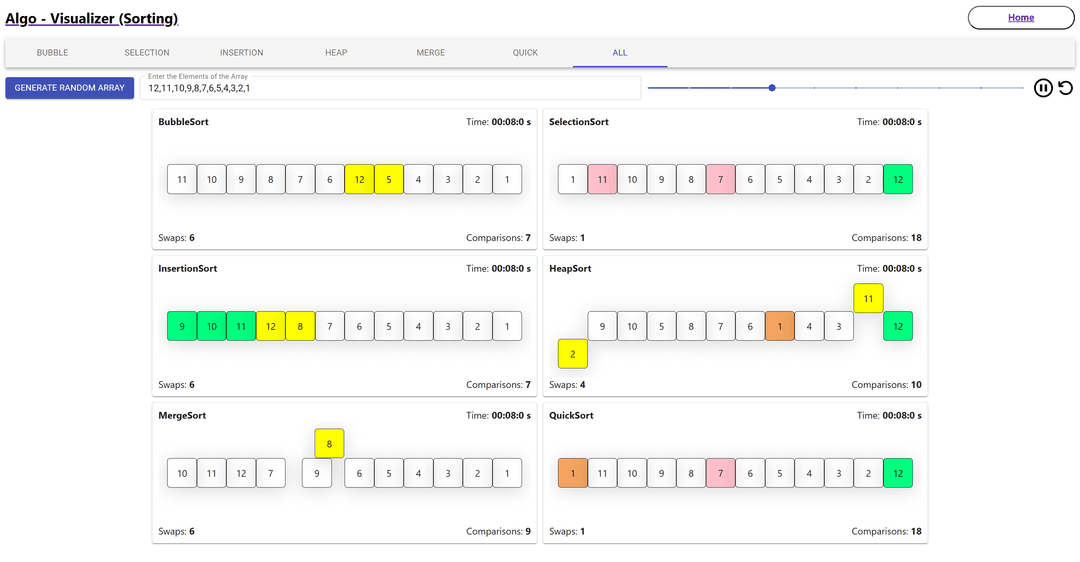 Algo - Visualizer (Sorting)
Home
BUBBLE SELECTION INSERTION HEAP MERGE QUICK ALL
Enter the Elements of the Array
GENERATE RANDOM ARRAY 12,11,10,9,8,7,6,5,4,3,2,1
BubbleSort Time: 00:08:0 s
11 10 9 8 7 6 12 5 4 3 2 1
Swaps: 6 Comparisons: 7
SelectionSort Time: 00:08:0 s
1 11 10 9 8 7 6 5 4 3 2 12
Swaps: 1 Comparisons: 18
InsertionSort Time: 00:08:0 s
9 10 11 12 8 7 6 5 4 3 2 1
Swaps: 6 Comparisons: 7
HeapSort Time: 00:08:0 s
11
9 10 5 8 7 6 1 4 3 12
2
Swaps: 4 Comparisons: 10
MergeSort Time: 00:08:0 s
8
10 11 12 7 9 6 5 4 3 2 1
Swaps: 6 Comparisons: 9
QuickSort Time: 00:08:0 s
1 11 10 9 8 7 6 5 4 3 2 12
Swaps: 1 Comparisons: 18